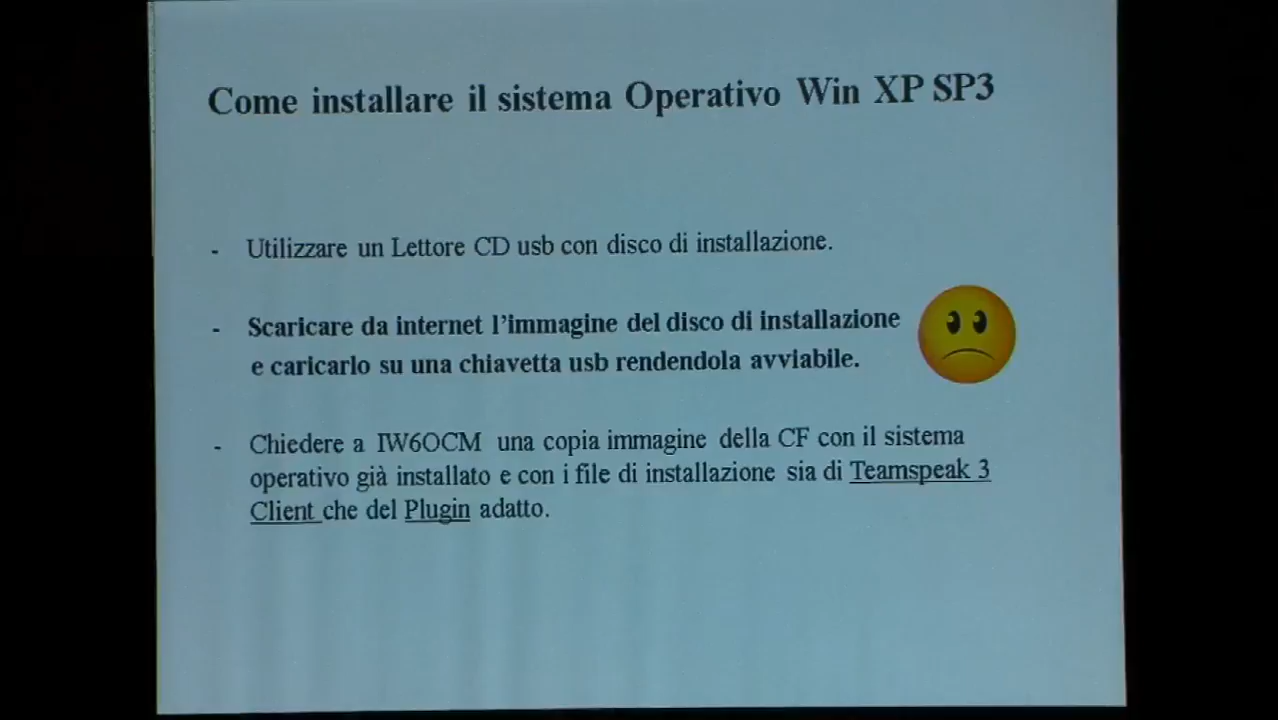 Come installare il sistema Operativo Win XP SP3
- Utilizzare un Lettore CD usb con disco di installazione.
- Scaricare da internet l'immagine del disco di installazione
e caricarlo su una chiavetta usb rendendola avviabile.
- Chiedere a IW6OCM una copia immagine della CF con il sistema
operativo già installato e con i file di installazione sia di Teamspeak 3
Client che del Plugin adatto.